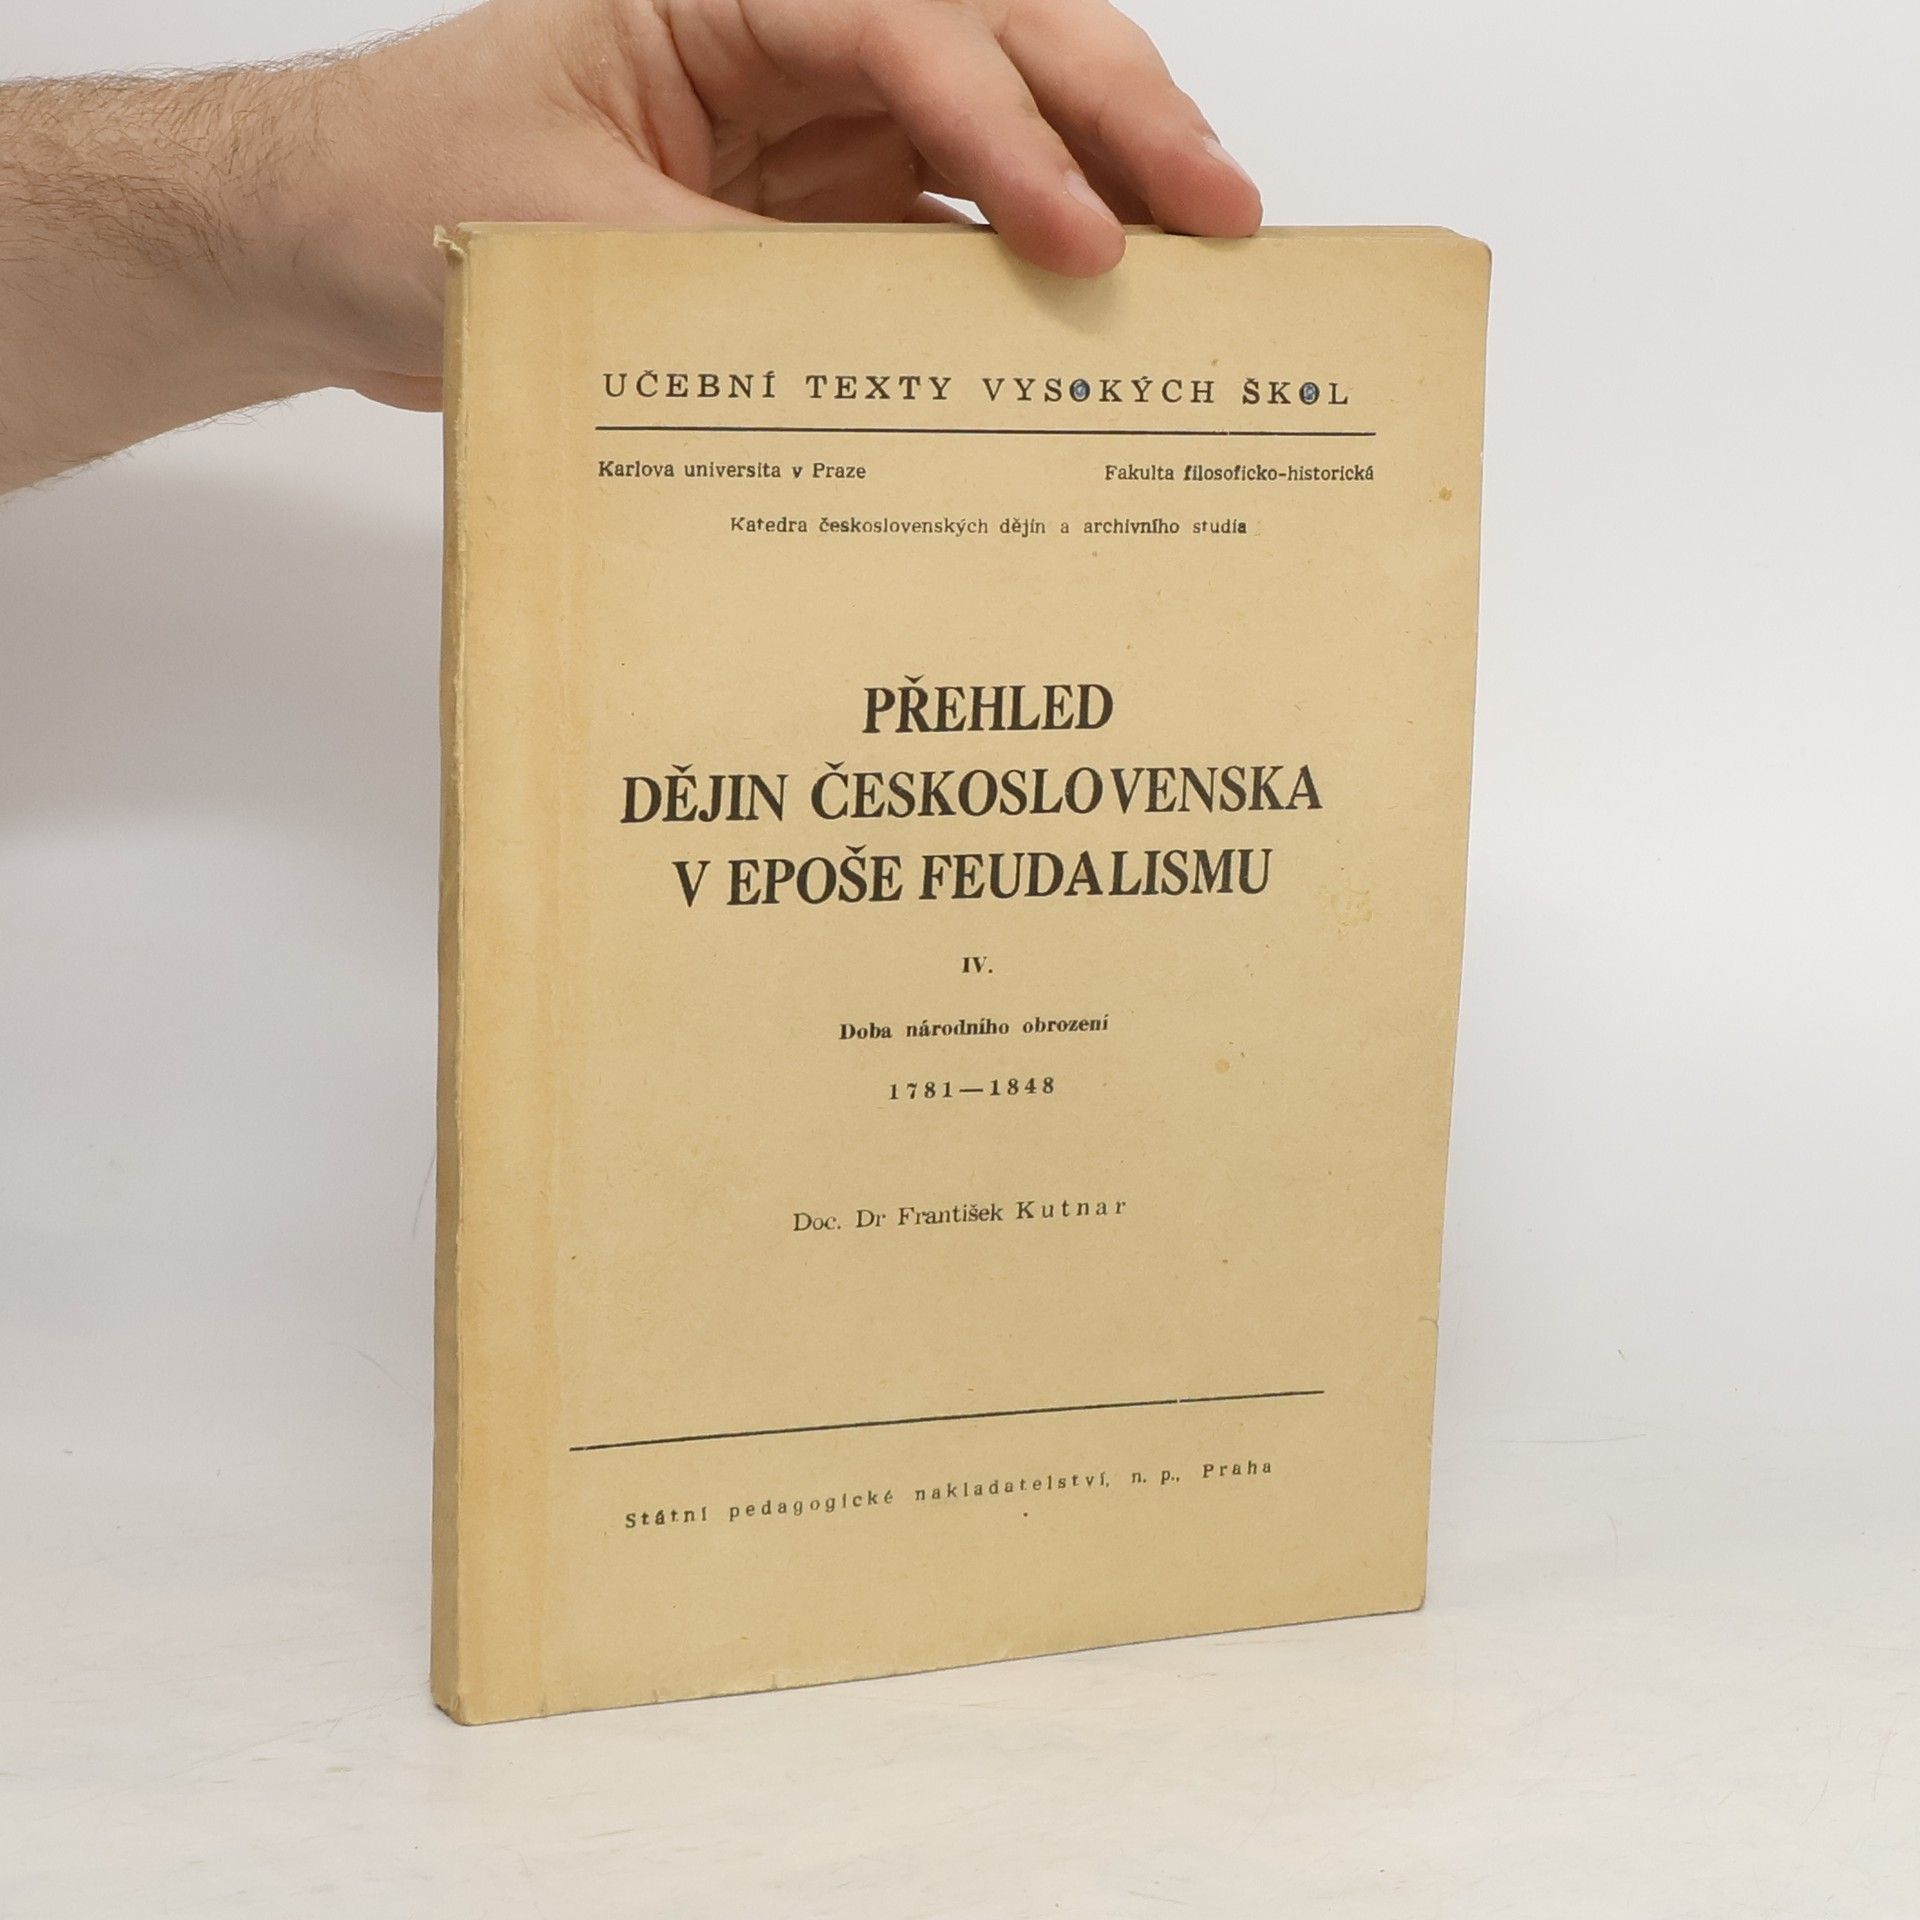 UČEBNÍ TEXTY VYSOKÝCH ŠKOL
Karlova universita v Praze Fakulta filosoficko-historická
Katedra československých dějin a archivního studia
PŘEHLED
DĚJIN ČESKOSLOVENSKA
V EPOŠE FEUDALISMU
IV.
Doba národního obrození
1781—1848
Doc. Dr František Kutnar
Státní pedagogické nakladatelství, n. p., Praha